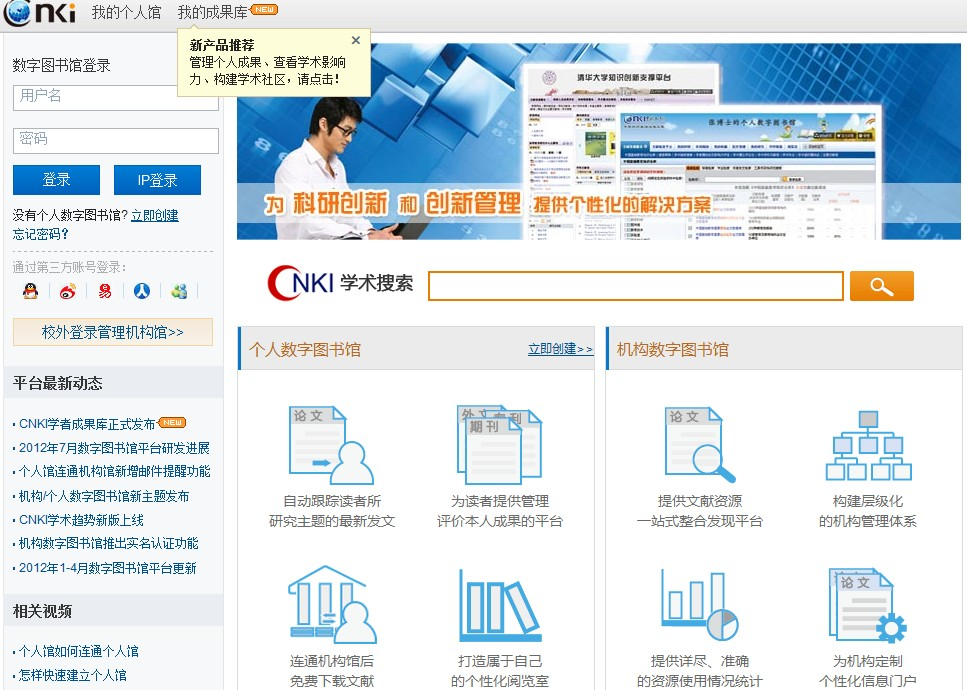 cnki 我的个人馆 我的成果库 NEW
新产品推荐
管理个人成果、查看学术影响
力、构建学术社区，请点击！
数字图书馆登录
用户名
密码
登录 IP登录
没有个人数字图书馆? 立即创建
忘记密码?
通过第三方账号登录:
校外登录管理机构馆>>
平台最新动态
CNKI学者成果库正式发布 NEW
2012年7月数字图书馆平台研发进展
个人馆连通机构馆新增邮件提醒功能
机构/个人数字图书馆新主题发布
CNKI学术趋势新版上线
机构数字图书馆推出实名认证功能
2012年1-4月数字图书馆平台更新
相关视频
个人馆如何连通个人馆
怎样快速建立个人馆
清华大学知识创新支撑平台
cnki 张博士的个人数字图书馆
为 科研创新 和 创新管理 提供个性化的解决方案
CNKI 学术搜索
个人数字图书馆 立即创建>>
论文
外文 专利
期刊
自动跟踪读者所
研究主题的最新发文
为读者提供管理
评价本人成果的平台
连通机构馆后
免费下载文献
打造属于自己
的个性化阅览室
机构数字图书馆
论文
提供文献资源
一站式整合发现平台
构建层级化
的机构管理体系
提供详尽、准确
的资源使用情况统计
论文
为机构定制
个性化信息门户